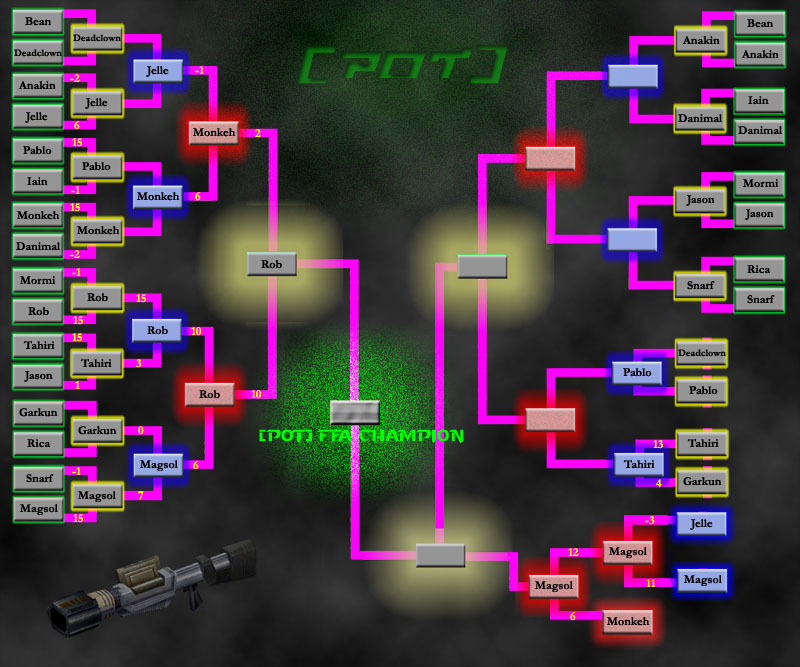 [POT]
Bean
Deadclown
Deadclown
Anakin
-2
Jelle
6
Jelle
Jelle
-1
Pablo
15
Iain
-1
Pablo
Monkeh
15
Danimal
-2
Monkeh
Monkeh
6
Monkeh
2
Mormi
-1
Rob
15
Rob
15
Tahiri
15
Jason
1
Tahiri
3
Rob
10
Garkun
Rica
Garkun
0
Snarf
-1
Magsol
15
Magsol
7
Magsol
6
Rob
10
Rob
[POT] FFA CHAMPION
Bean
Anakin
Anakin
Iain
Danimal
Danimal
Mormi
Jason
Jason
Rica
Snarf
Snarf
Deadclown
Pablo
Pablo
Tahiri
13
Garkun
4
Tahiri
Jelle
-3
Magsol
11
Magsol
12
Monkeh
6
Magsol